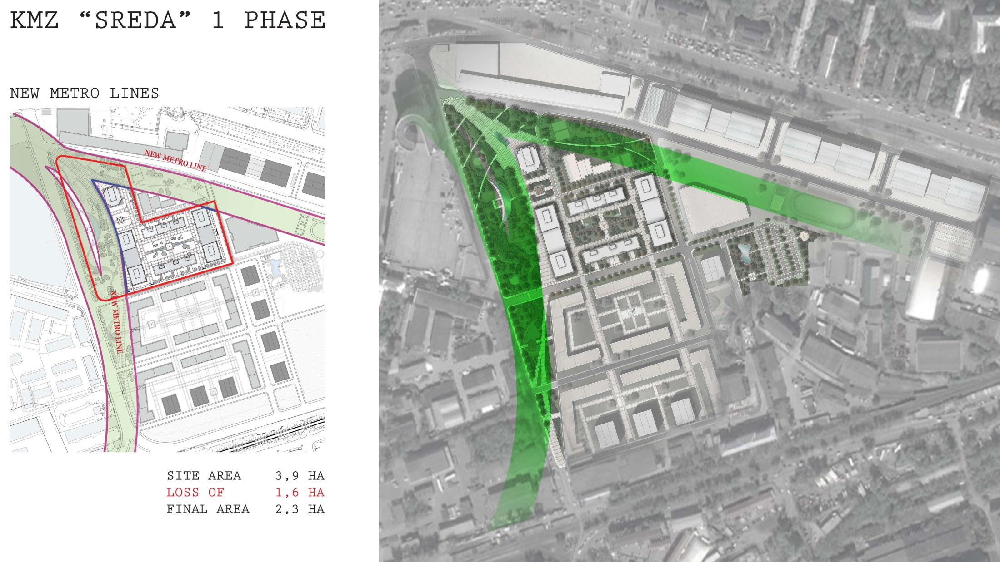 KMZ “SREDA” 1 PHASE
NEW METRO LINES
NEW METRO LINE
NEW METRO LINE
SITE AREA 3,9 HA
LOSS OF 1,6 HA
FINAL AREA 2,3 HA